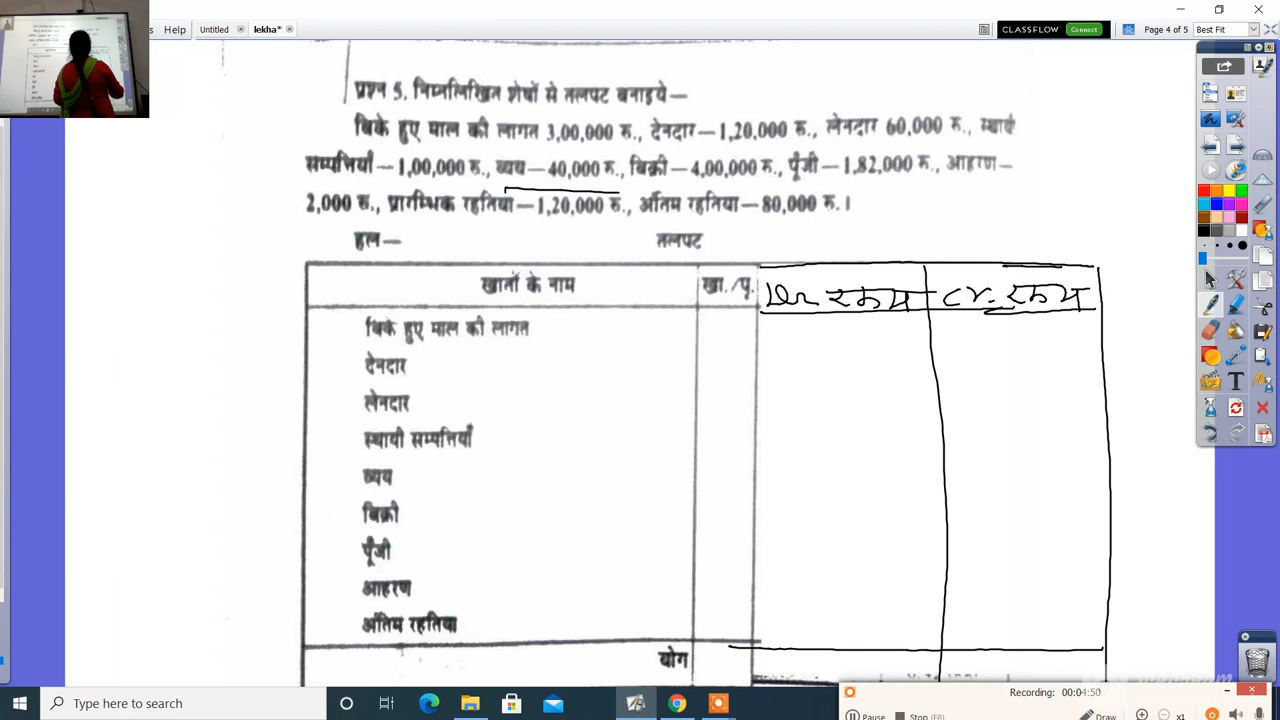 Help
Untitled
lekha*
CLASSFLOW
Connect
Page 4 of 5
Best Fit
प्रश्न 5. निम्नलिखित शेषों से तलपट बनाइये—
बिके हुए माल की लागत 3,00,000 रु., देनदार—1,20,000 रु., लेनदार 60,000 रु., स्थायी
सम्पत्तियाँ—1,00,000 रु., व्यय—40,000 रु., बिक्री—4,00,000 रु., पूँजी—1,82,000 रु., आहरण—
2,000 रु., प्रारम्भिक रहतिया—1,20,000 रु., अंतिम रहतिया—80,000 रु.।
हल— तलपट
खातों के नाम खा./पृ. Dr रकम Cr. रकम
बिके हुए माल की लागत
देनदार
लेनदार
स्थायी सम्पत्तियाँ
व्यय
बिक्री
पूँजी
आहरण
अंतिम रहतिया
योग
Recording: 00:04:50
Type here to search
Pause
Stop (F8)
Draw
x1